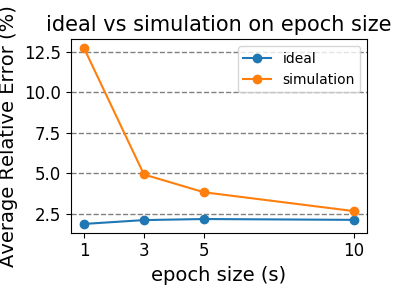 ideal vs simulation on epoch size
Average Relative Error (%)
12.5
10.0
7.5
5.0
2.5
ideal
simulation
1 3 5 10
epoch size (s)